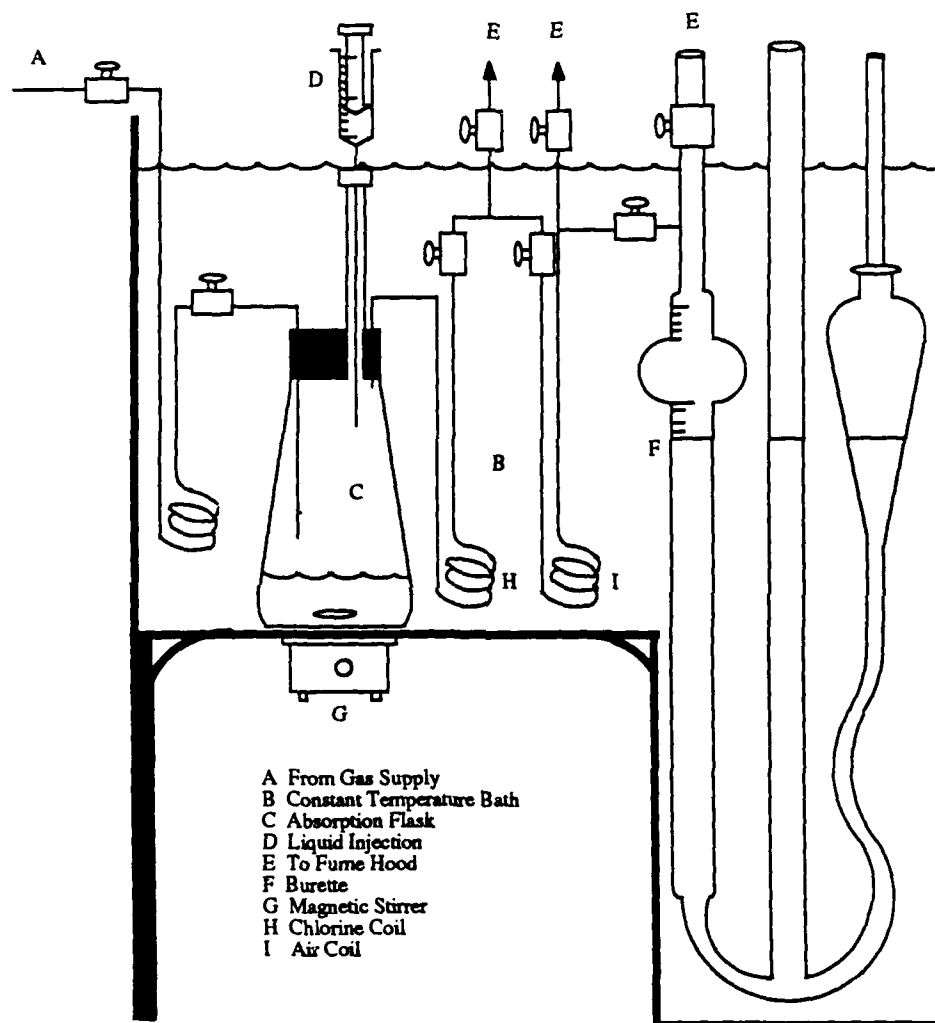 E
E
E
A
D
B
F
C
H
I
G
A From Gas Supply
B Constant Temperature Bath
C Absorption Flask
D Liquid Injection
E To Fume Hood
F Burette
G Magnetic Stirrer
H Chlorine Coil
I Air Coil